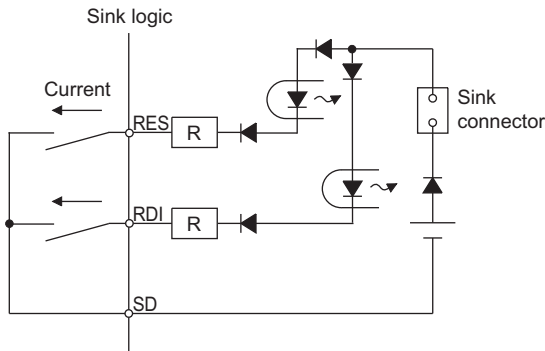 Sink logic
Current
RES
R
Sink
connector
RDI
R
SD